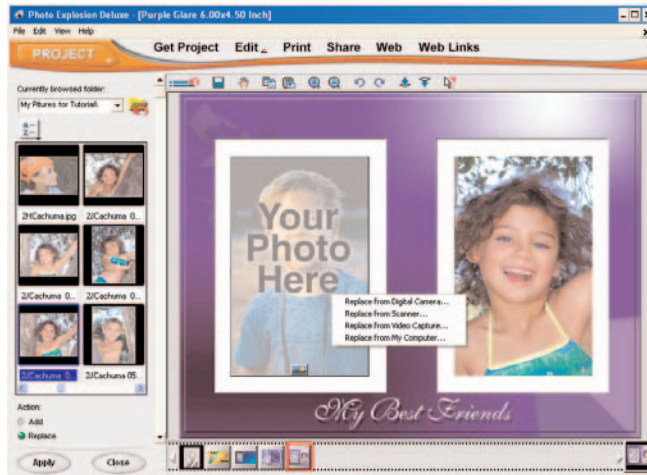 Photo Explosion Deluxe - [Purple Glare 6.00x4.50 Inch]
File Edit View Help
PROJECT
Get Project Edit Print Share Web Web Links
Currently browsed folder:
My Pitures for Tutorial\
a-
z-
2HCachuma.jpg 2JCachuma 0...
2JCachuma 0... 2JCachuma 0...
2JCachuma 0... 2JCachuma 05...
Action:
Add
Replace
Apply Close
Your
Photo
Here
Replace from Digital Camera...
Replace from Scanner...
Replace from Video Capture...
Replace from My Computer...
My Best Friends